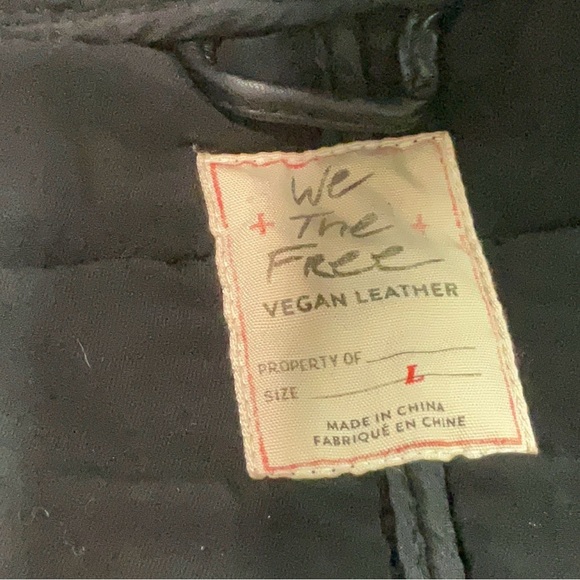 We
The
Free
VEGAN LEATHER
PROPERTY OF
SIZE L
MADE IN CHINA
FABRIQUÉ EN CHINE